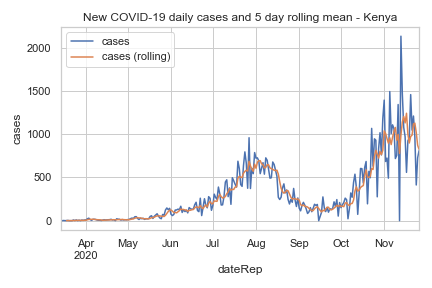 New COVID-19 daily cases and 5 day rolling mean - Kenya
cases
cases (rolling)
cases
2000
1500
1000
500
0
Apr May Jun Jul Aug Sep Oct Nov
2020
dateRep